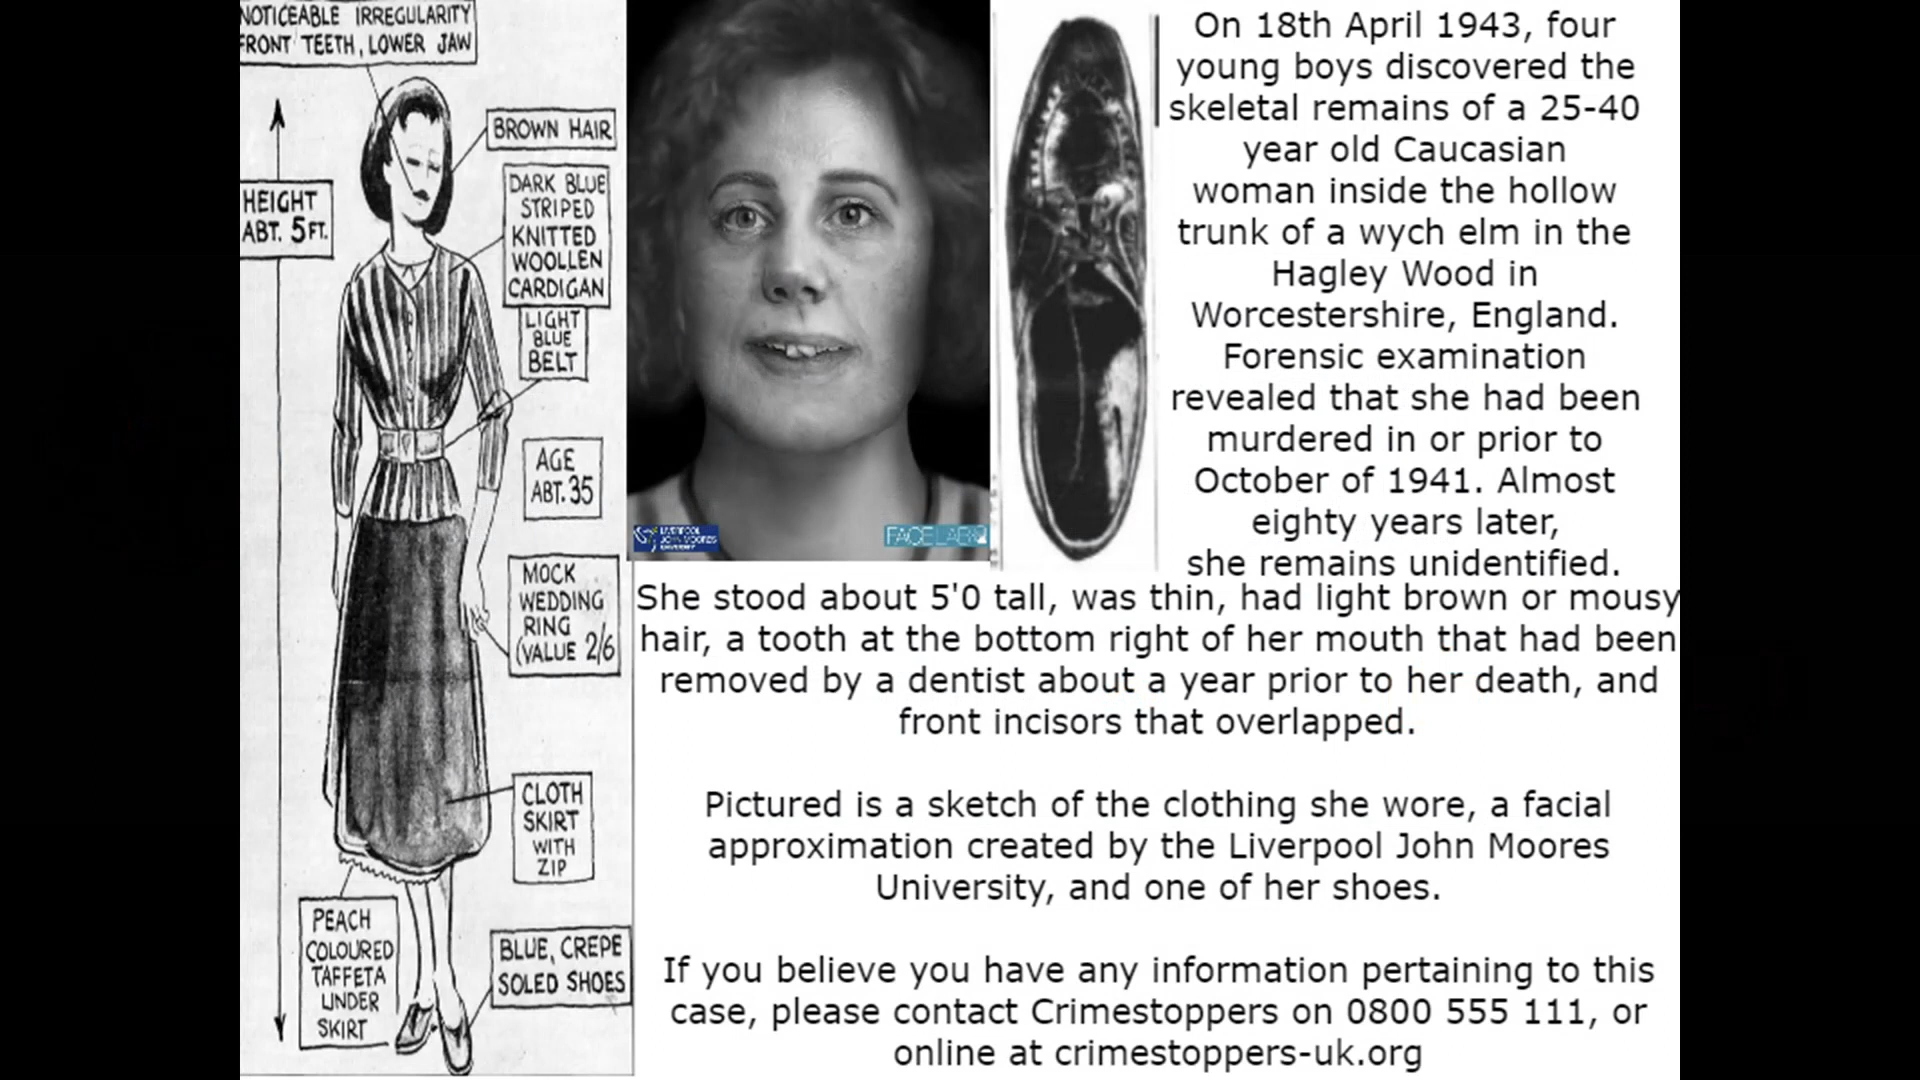 NOTICEABLE IRREGULARITY
FRONT TEETH, LOWER JAW
BROWN HAIR
HEIGHT
ABT. 5FT.
DARK BLUE
STRIPED
KNITTED
WOOLLEN
CARDIGAN
LIGHT
BLUE
BELT
AGE
ABT. 35
MOCK
WEDDING
RING
(VALUE 2/6
CLOTH
SKIRT
WITH
ZIP
PEACH
COLOURED
TAFFETA
UNDER
SKIRT
BLUE, CREPE
SOLED SHOES
LIVERPOOL
JOHN MOORES
UNIVERSITY
FACE LAB
On 18th April 1943, four
young boys discovered the
skeletal remains of a 25-40
year old Caucasian
woman inside the hollow
trunk of a wych elm in the
Hagley Wood in
Worcestershire, England.
Forensic examination
revealed that she had been
murdered in or prior to
October of 1941. Almost
eighty years later,
she remains unidentified.
She stood about 5'0 tall, was thin, had light brown or mousy
hair, a tooth at the bottom right of her mouth that had been
removed by a dentist about a year prior to her death, and
front incisors that overlapped.
Pictured is a sketch of the clothing she wore, a facial
approximation created by the Liverpool John Moores
University, and one of her shoes.
If you believe you have any information pertaining to this
case, please contact Crimestoppers on 0800 555 111, or
online at crimestoppers-uk.org